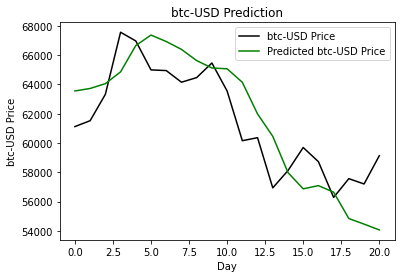 btc-USD Prediction
btc-USD Price
Predicted btc-USD Price
btc-USD Price
68000
66000
64000
62000
60000
58000
56000
54000
0.0 2.5 5.0 7.5 10.0 12.5 15.0 17.5 20.0
Day